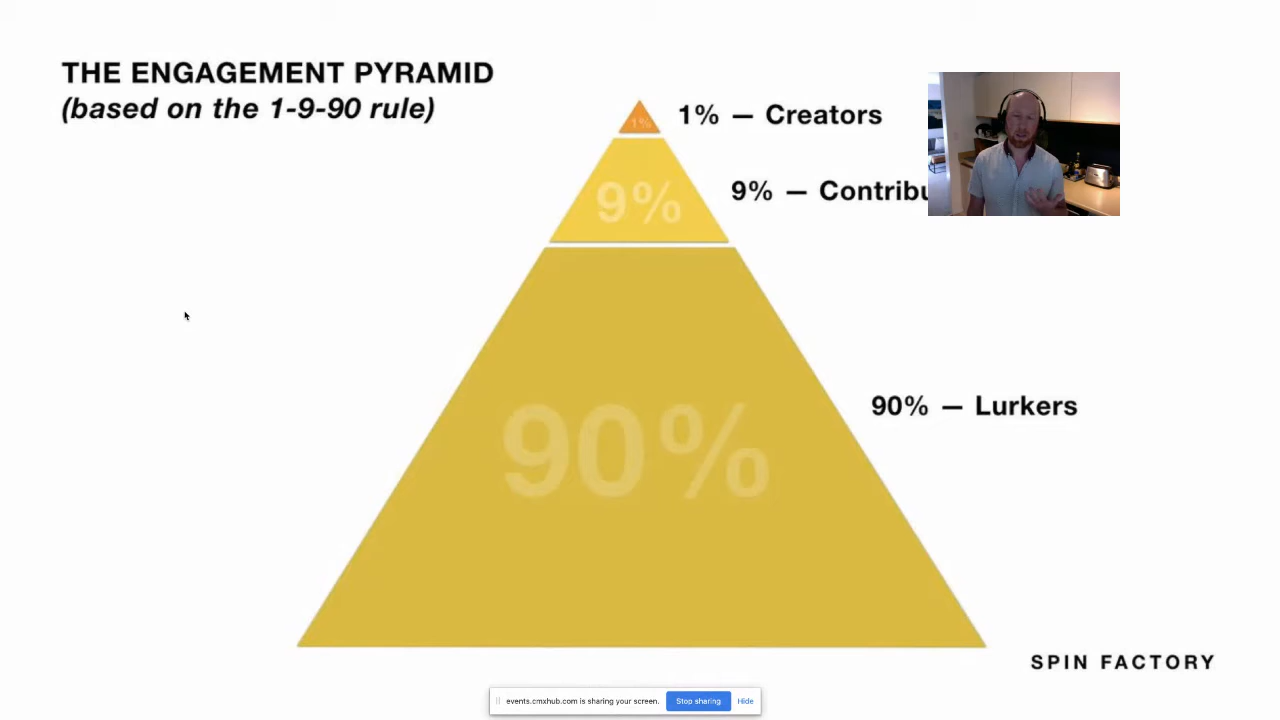 THE ENGAGEMENT PYRAMID
(based on the 1-9-90 rule)
1%
1% — Creators
9%
9% — Contribu
90%
90% — Lurkers
SPIN FACTORY
events.cmxhub.com is sharing your screen.
Stop sharing
Hide